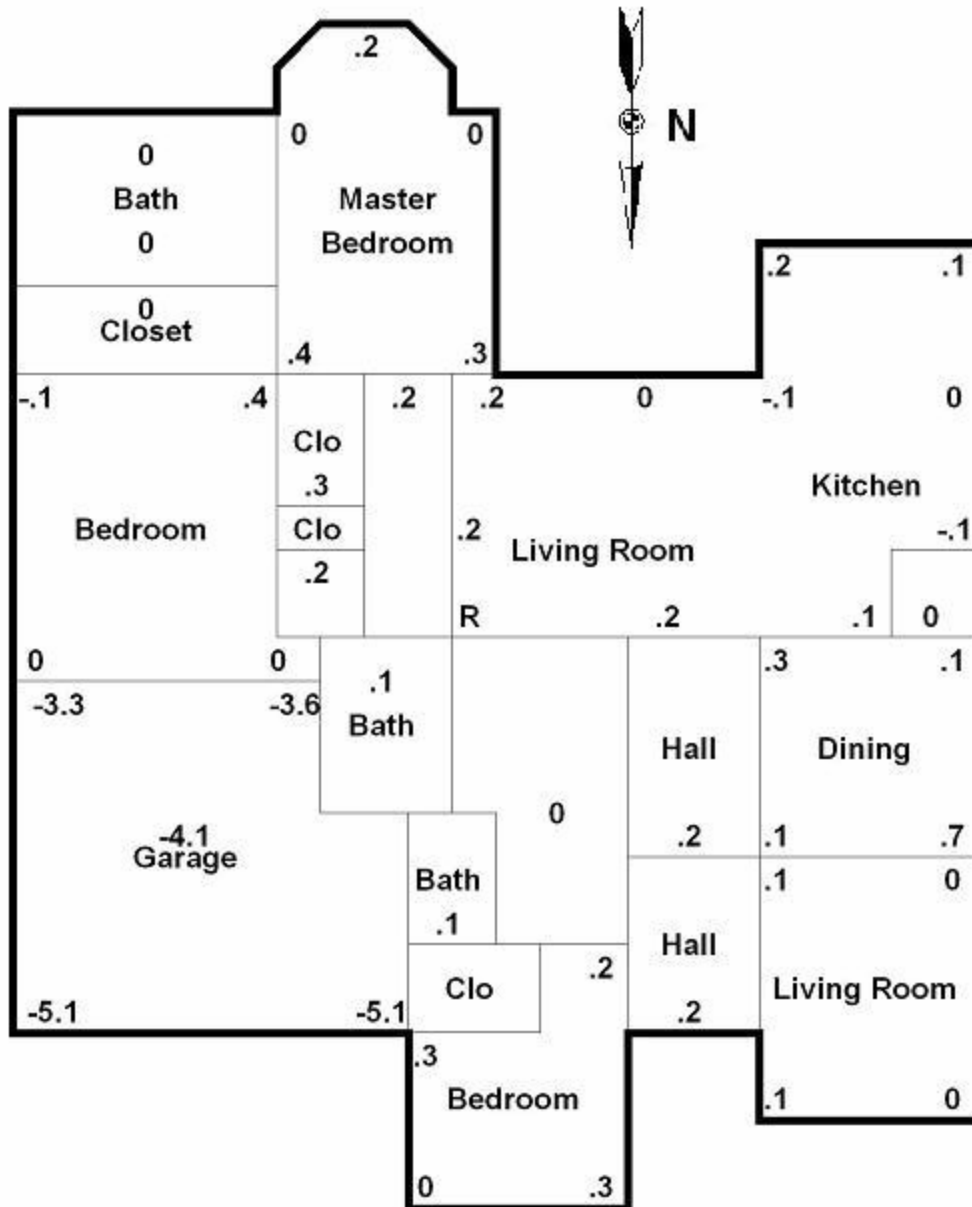 .2
N
0 0
0
Bath
0
Master
Bedroom
.2 .1
0
Closet
.4 .3
-.1 .4 .2 .2 0 -.1 0
Clo
.3
Kitchen
Bedroom
Clo
.2
.2
Living Room
-.1
R .2 .1 0
0 0
-3.3 -3.6
.1
Bath
.3 .1
Hall
Dining
0
-4.1
Garage
.2 .1 .7
Bath
.1
.1 0
Hall
.2
Clo
Living Room
-5.1 -5.1
.2
.3
Bedroom
.1 0
0 .3